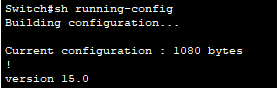 Switch#sh running-config
Building configuration...
Current configuration : 1080 bytes
!
version 15.0